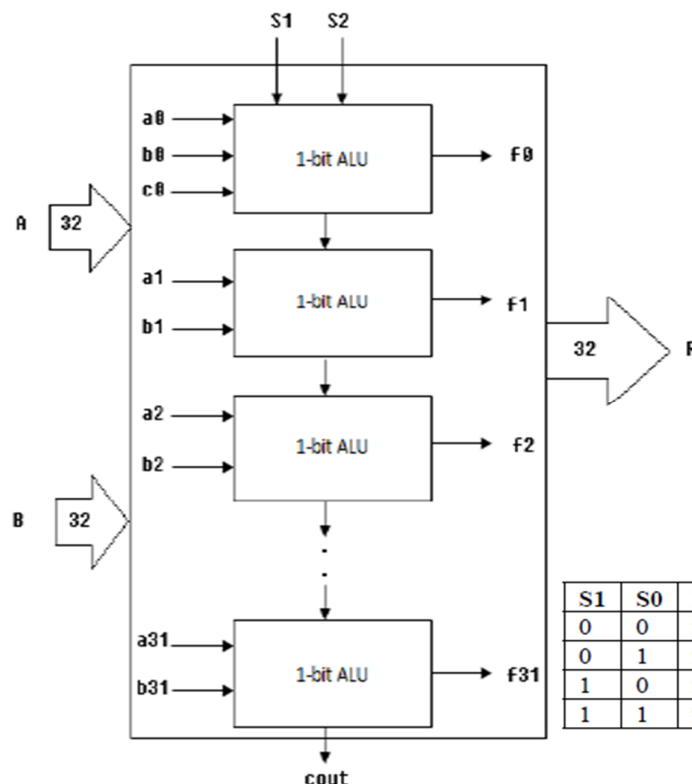 S1 S2
a0
b0
c0
1-bit ALU
f0
A
32
a1
b1
1-bit ALU
f1
32
a2
b2
1-bit ALU
f2
B
32
a31
b31
1-bit ALU
f31
cout
S1 S0
0 0
0 1
1 0
1 1